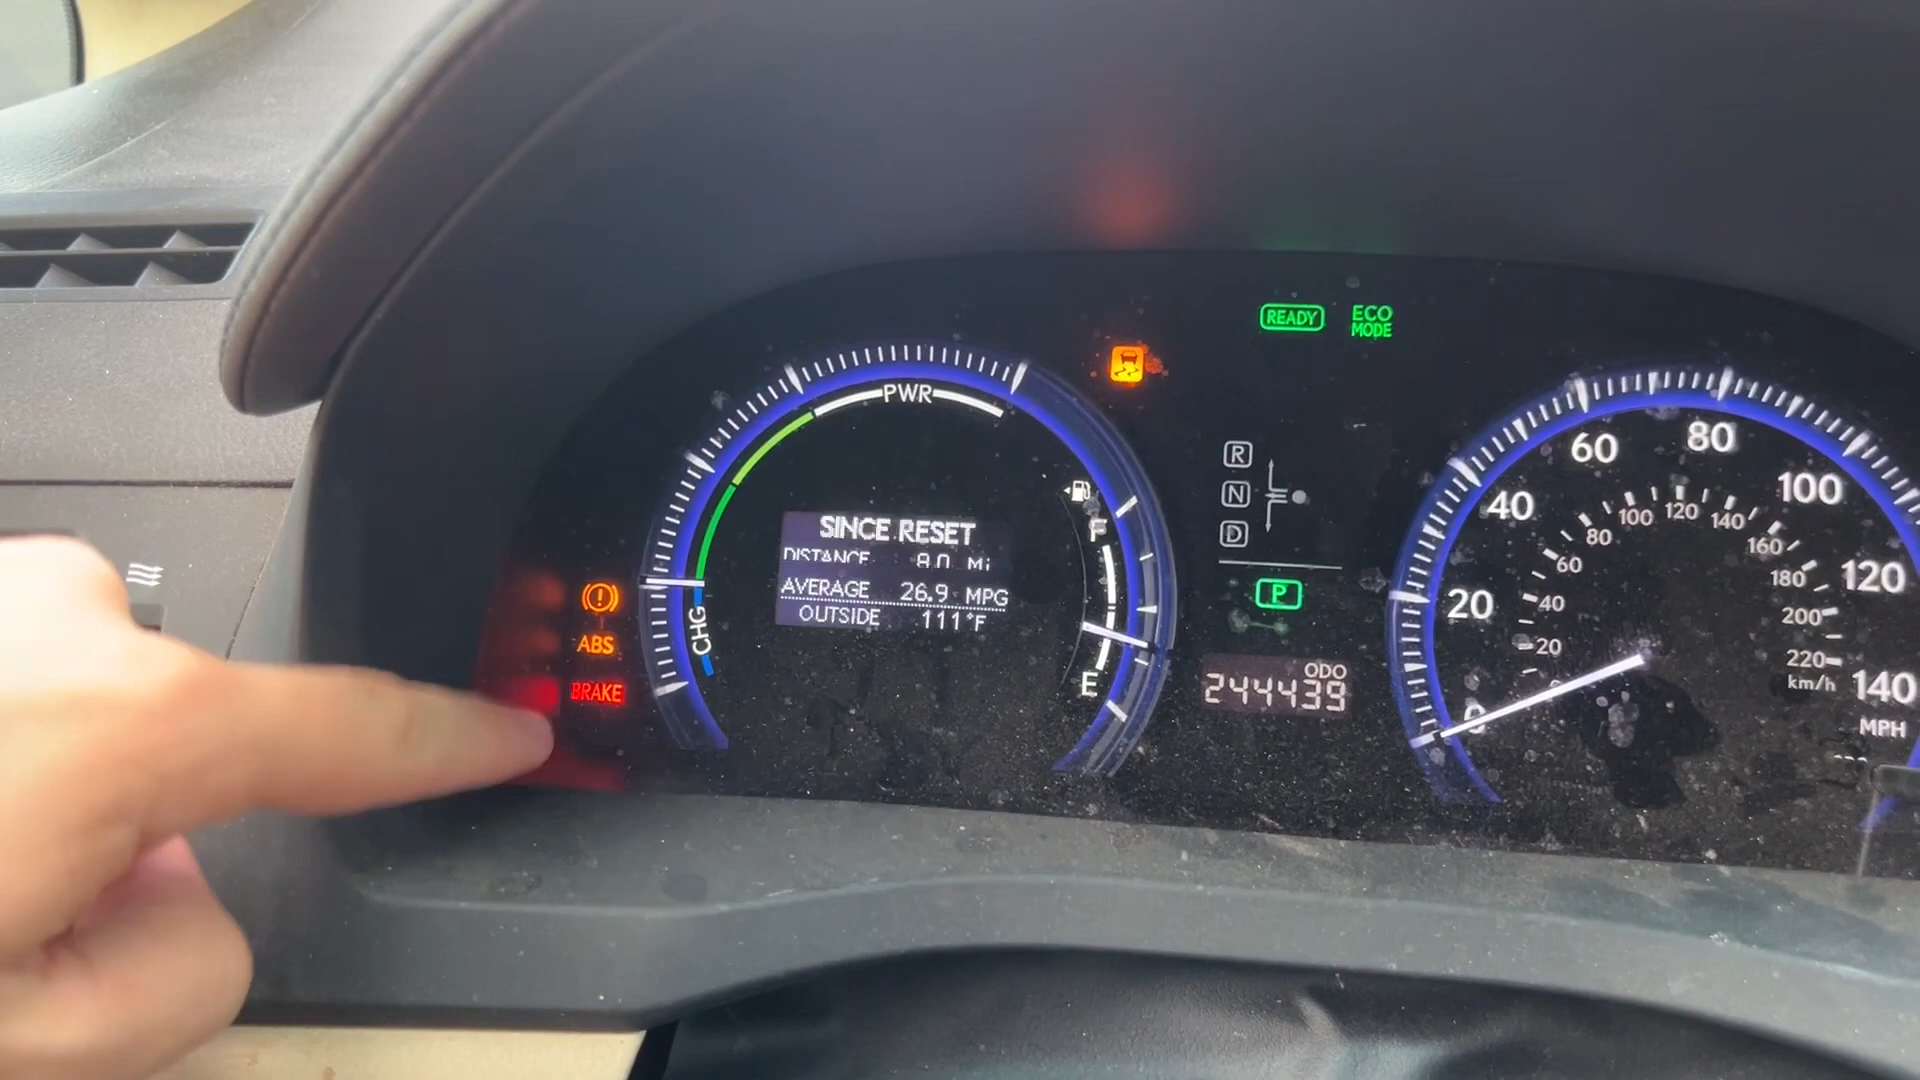 READY
ECO
MODE
PWR
SINCE RESET
DISTANCE 8.0 Mi
AVERAGE 26.9 MPG
OUTSIDE 111°F
ABS
BRAKE
CHG
F
E
R
N
D
P
ODO
244439
0
20
40
60
80
100
120
140
MPH
20
40
60
80
100
120
140
160
180
200
220
km/h